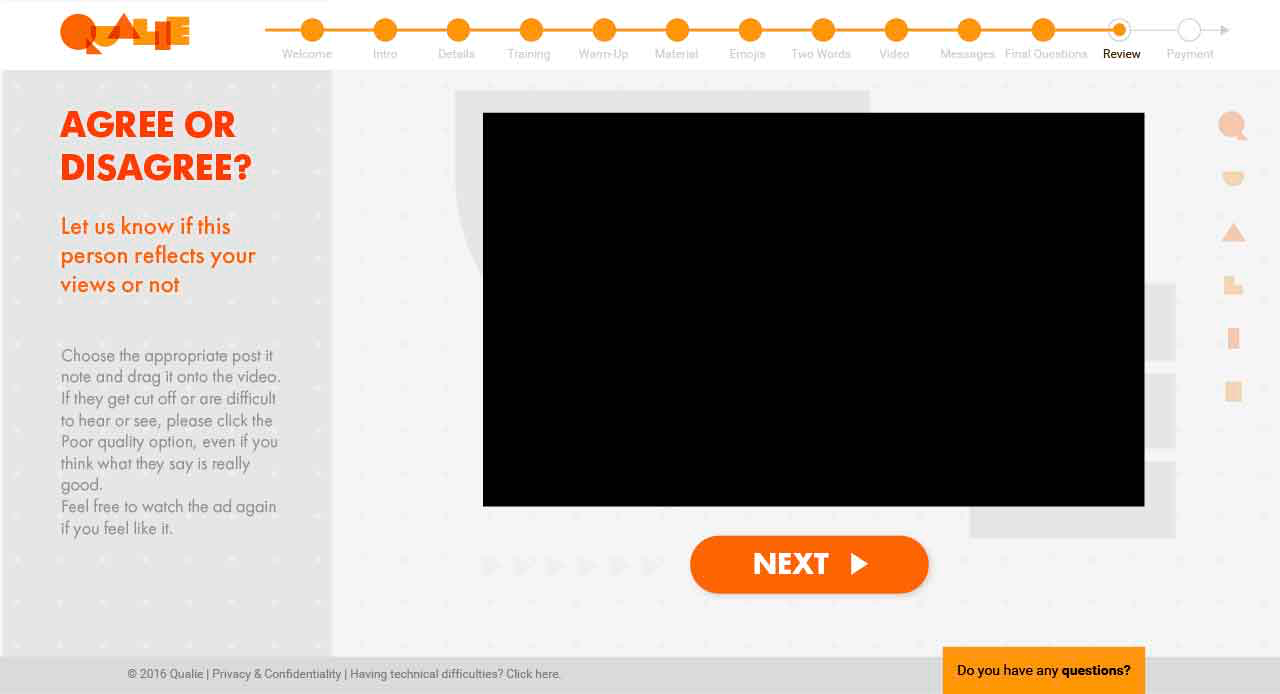 QUALIE
Welcome Intro Details Training Warm-Up Material Emojis Two Words Video Messages Final Questions Review Payment
AGREE OR
DISAGREE?
Let us know if this
person reflects your
views or not
Choose the appropriate post it
note and drag it onto the video.
If they get cut off or are difficult
to hear or see, please click the
Poor quality option, even if you
think what they say is really
good.
Feel free to watch the ad again
if you feel like it.
NEXT
© 2016 Qualie | Privacy & Confidentiality | Having technical difficulties? Click here.
Do you have any questions?